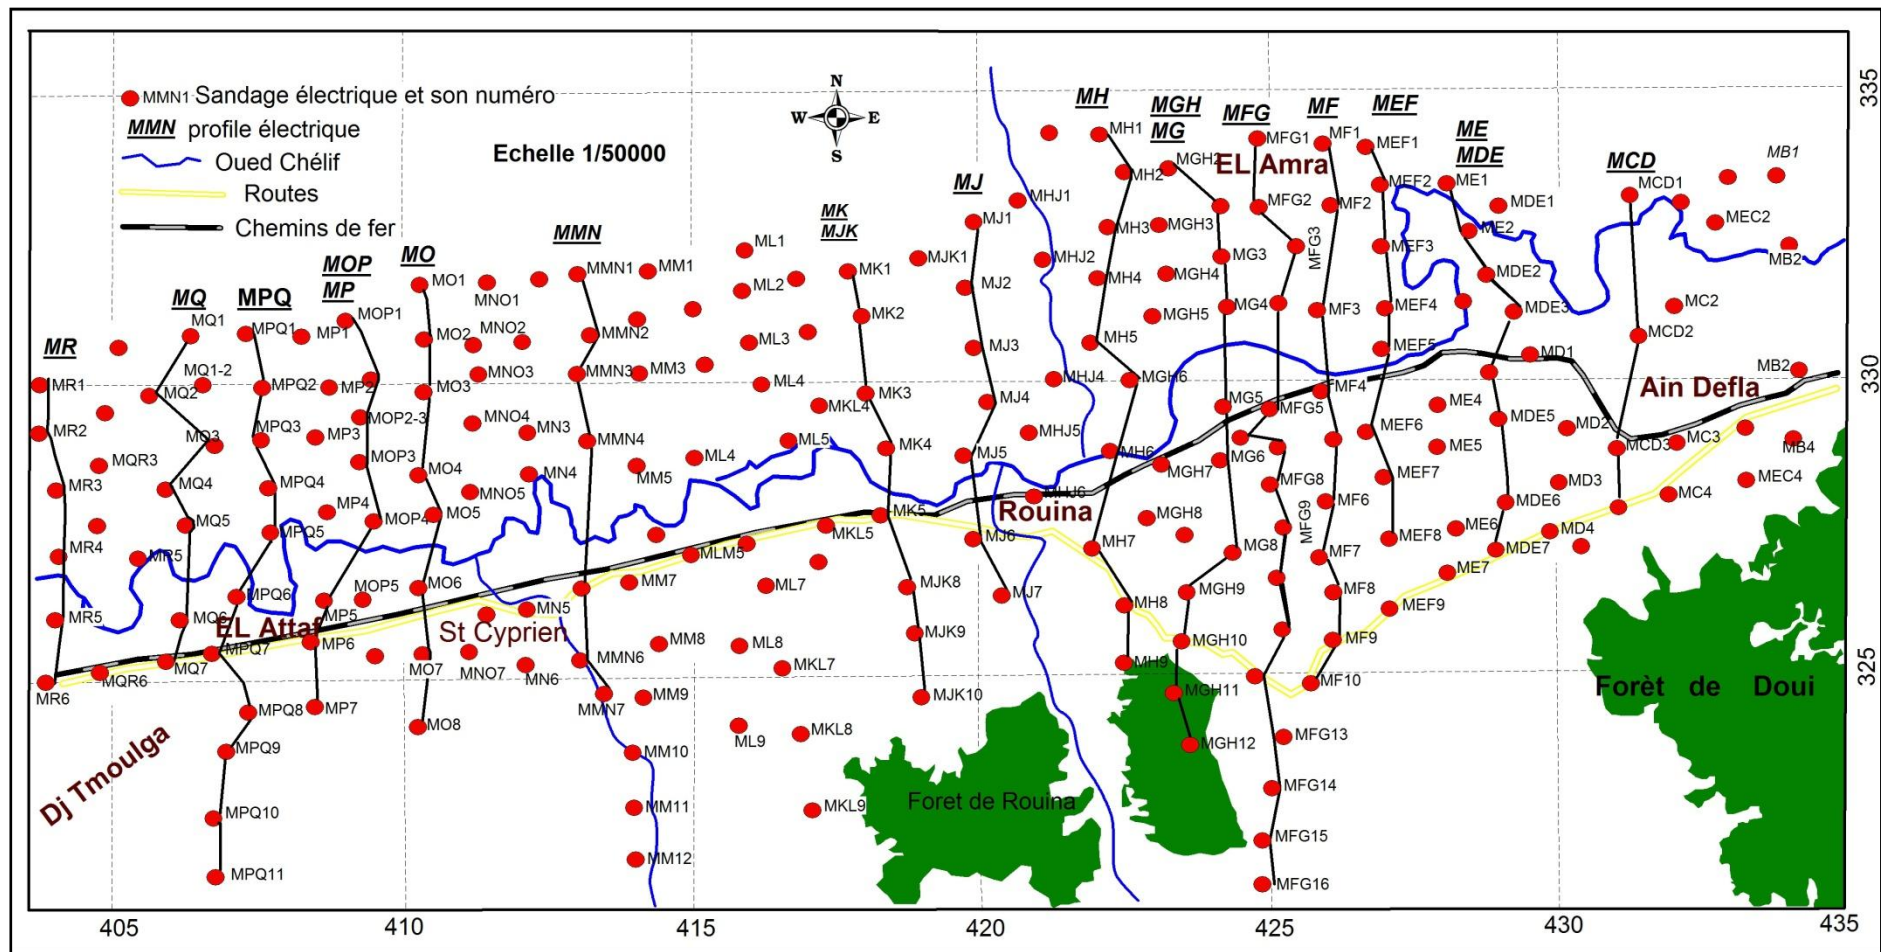 MMN1 Sandage électrique et son numéro
MMN profile électrique
Oued Chélif
Routes
Chemins de fer
N
W E
S
Echelle 1/50000
MR
MQ
MPQ
MOP
MP
MO
MMN
MK
MJK
MJ
MH
MGH
MG
MFG
MF
MEF
ME
MDE
MCD
EL Amra
Ain Defla
Rouina
EL Attaf
St Cyprien
Dj Tmoulga
Foret de Rouina
Forèt de Doui
MR1
MR2
MR3
MR4
MR5
MR5
MR6
MQR3
MQR6
MQ1
MQ1-2
MQ2
MQ3
MQ4
MQ5
MQ6
MQ7
MPQ1
MPQ2
MPQ3
MPQ4
MPQ5
MPQ6
MPQ7
MPQ8
MPQ9
MPQ10
MPQ11
MP1
MP2
MP3
MP4
MP5
MP6
MP7
MOP1
MOP2-3
MOP3
MOP4
MOP5
MO1
MO2
MO3
MO4
MO5
MO6
MO7
MO8
MNO1
MNO2
MNO3
MNO4
MNO5
MNO7
MN3
MN4
MN5
MN6
MMN1
MMN2
MMN3
MMN4
MMN6
MMN7
MM1
MM3
MM5
MM7
MM8
MM9
MM10
MM11
MM12
MLM5
ML1
ML2
ML3
ML4
ML4
ML5
ML7
ML8
ML9
MKL4
MKL5
MKL7
MKL8
MKL9
MK1
MK2
MK3
MK4
MK5
MJK1
MJK8
MJK9
MJK10
MJ1
MJ2
MJ3
MJ4
MJ5
MJ6
MJ7
MHJ1
MHJ2
MHJ4
MHJ5
MHJ6
MH1
MH2
MH3
MH4
MH5
MH6
MH7
MH8
MH9
MGH2
MGH3
MGH4
MGH5
MGH6
MGH7
MGH8
MGH9
MGH10
MGH11
MGH12
MG3
MG4
MG5
MG6
MG8
MFG1
MFG2
MFG3
MFG5
MFG8
MFG9
MFG13
MFG14
MFG15
MFG16
MF1
MF2
MF3
MF4
MF6
MF7
MF8
MF9
MF10
MEF1
MEF2
MEF3
MEF4
MEF5
MEF6
MEF7
MEF8
MEF9
ME1
ME2
ME4
ME5
ME6
ME7
MDE1
MDE2
MDE3
MDE5
MDE6
MDE7
MD1
MD2
MD3
MD4
MCD1
MCD2
MCD3
MC2
MC3
MC4
MEC2
MEC4
MB1
MB2
MB2
MB4
335
330
325
405
410
415
420
425
430
435